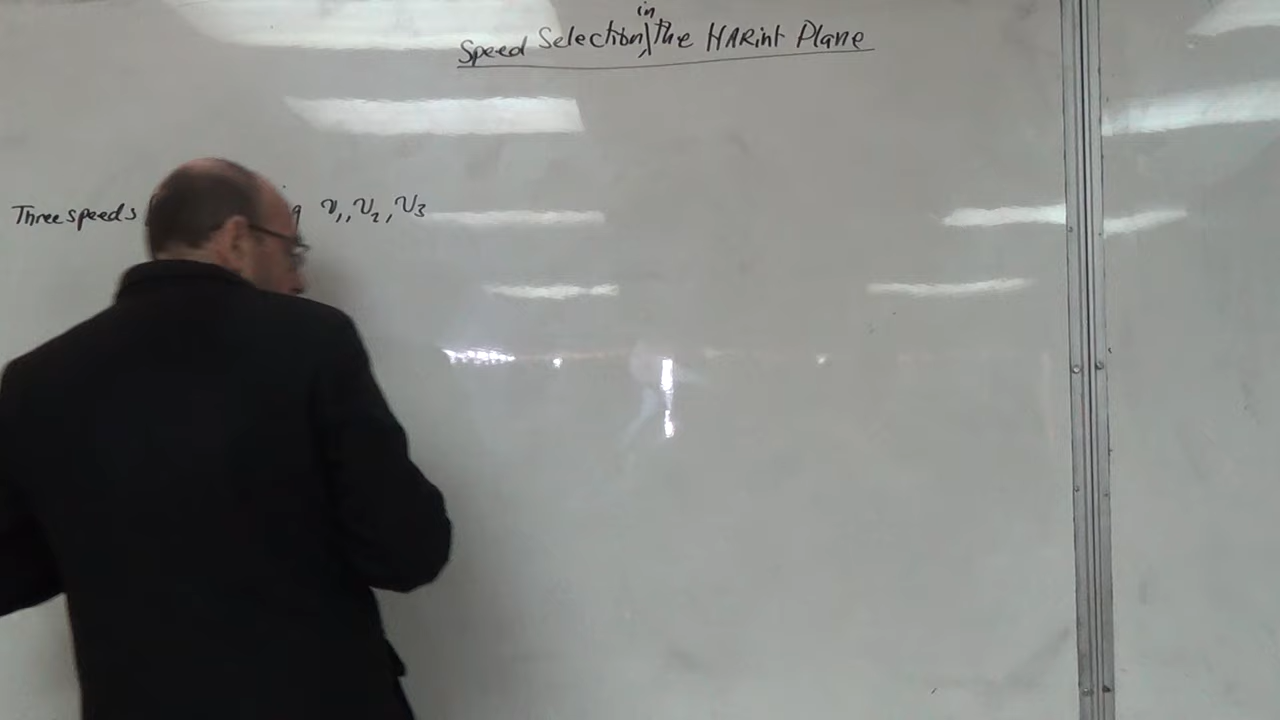 Speed Selection in the HARint Plane
Three speeds v1, v2, v3